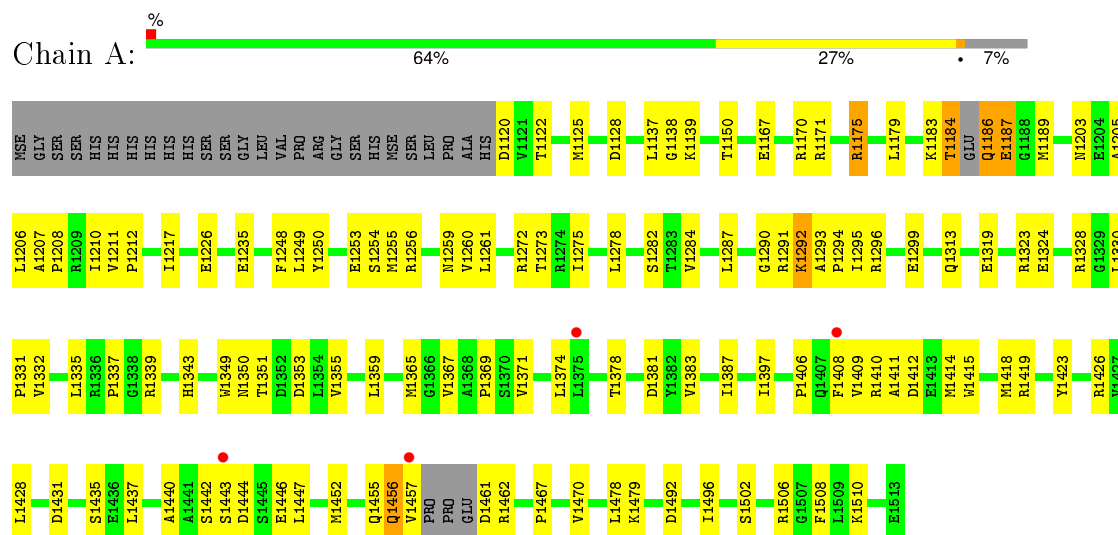 %
Chain A:
64% 27% • 7%
MSE GLY SER SER HIS HIS HIS HIS HIS HIS SER SER GLY LEU VAL PRO ARG GLY SER HIS MSE SER LEU PRO ALA HIS D1120 V1121 T1122 M1125 D1128 L1137 G1138 K1139 T1150 E1167 R1170 R1171 R1175 L1179 K1183 T1184 GLU Q1186 E1187 G1188 M1189 N1203 E1204 A1205
L1206 A1207 P1208 R1209 I1210 V1211 P1212 I1217 E1226 E1235 F1248 L1249 Y1250 E1253 S1254 M1255 R1256 N1259 V1260 L1261 R1272 T1273 R1274 I1275 L1278 S1282 T1283 V1284 L1287 G1290 R1291 K1292 A1293 P1294 I1295 R1296 E1299 Q1313 E1319 R1323 E1324 R1328 G1329 L1330
P1331 V1332 L1335 R1336 P1337 G1338 R1339 H1343 W1349 N1350 T1351 D1352 D1353 L1354 V1355 L1359 M1365 G1366 V1367 A1368 P1369 S1370 V1371 L1374 L1375 T1378 D1381 Y1382 V1383 I1387 I1397 P1406 Q1407 F1408 V1409 R1410 A1411 D1412 E1413 M1414 W1415 M1418 R1419 Y1423 R1426 V1427
L1428 D1431 S1435 E1436 L1437 A1440 A1441 S1442 S1443 D1444 S1445 E1446 L1447 M1452 Q1455 Q1456 V1457 PRO PRO GLU D1461 R1462 P1467 V1470 L1478 K1479 D1492 I1496 S1502 R1506 G1507 F1508 L1509 K1510 E1513